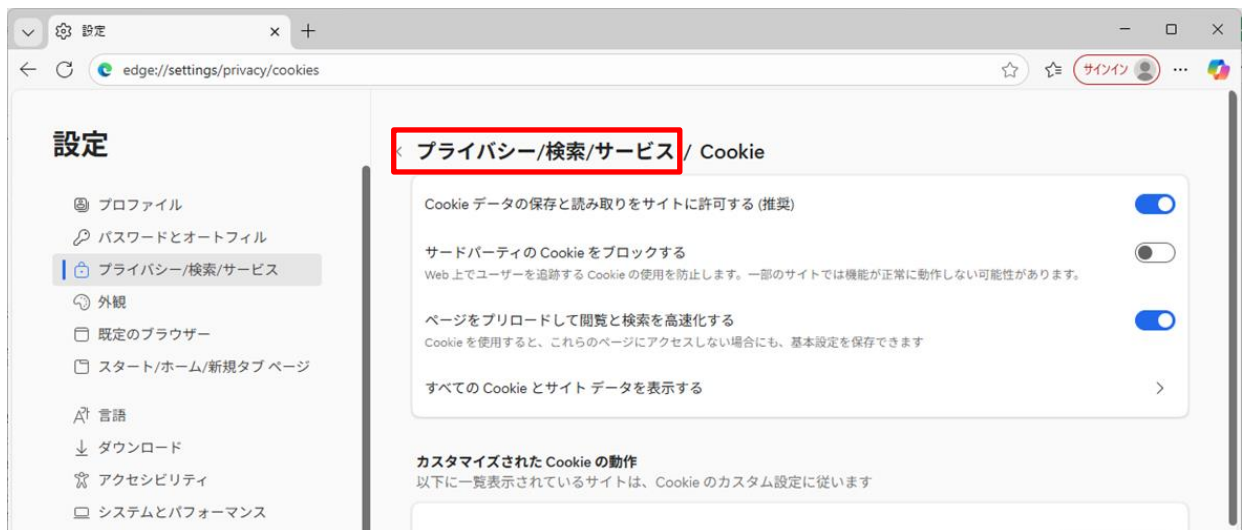 設定
edge://settings/privacy/cookies
サインイン
設定
プロファイル
パスワードとオートフィル
プライバシー/検索/サービス
外観
既定のブラウザー
スタート/ホーム/新規タブ ページ
言語
ダウンロード
アクセシビリティ
システムとパフォーマンス
プライバシー/検索/サービス / Cookie
Cookie データの保存と読み取りをサイトに許可する (推奨)
サードパーティの Cookie をブロックする
Web 上でユーザーを追跡する Cookie の使用を防止します。一部のサイトでは機能が正常に動作しない可能性があります。
ページをプリロードして閲覧と検索を高速化する
Cookie を使用すると、これらのページにアクセスしない場合にも、基本設定を保存できます
すべての Cookie とサイト データを表示する
カスタマイズされた Cookie の動作
以下に一覧表示されているサイトは、Cookie のカスタム設定に従います